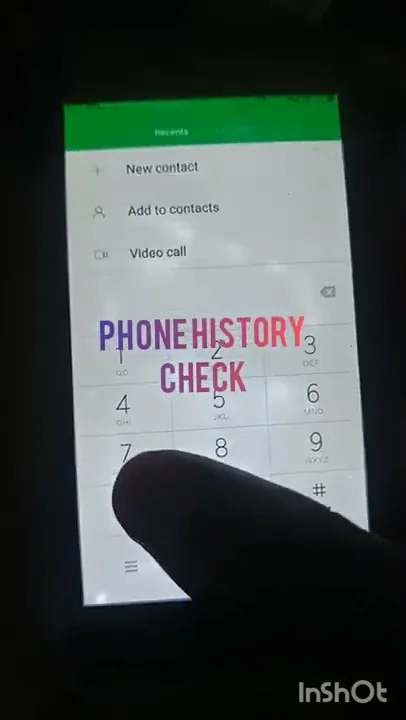 Recents
New contact
Add to contacts
Video call
PHONE HISTORY
CHECK
1 2 3
DEF
4 5 6
GHI JKL MNO
7 8 9
WXYZ
#
InShOt